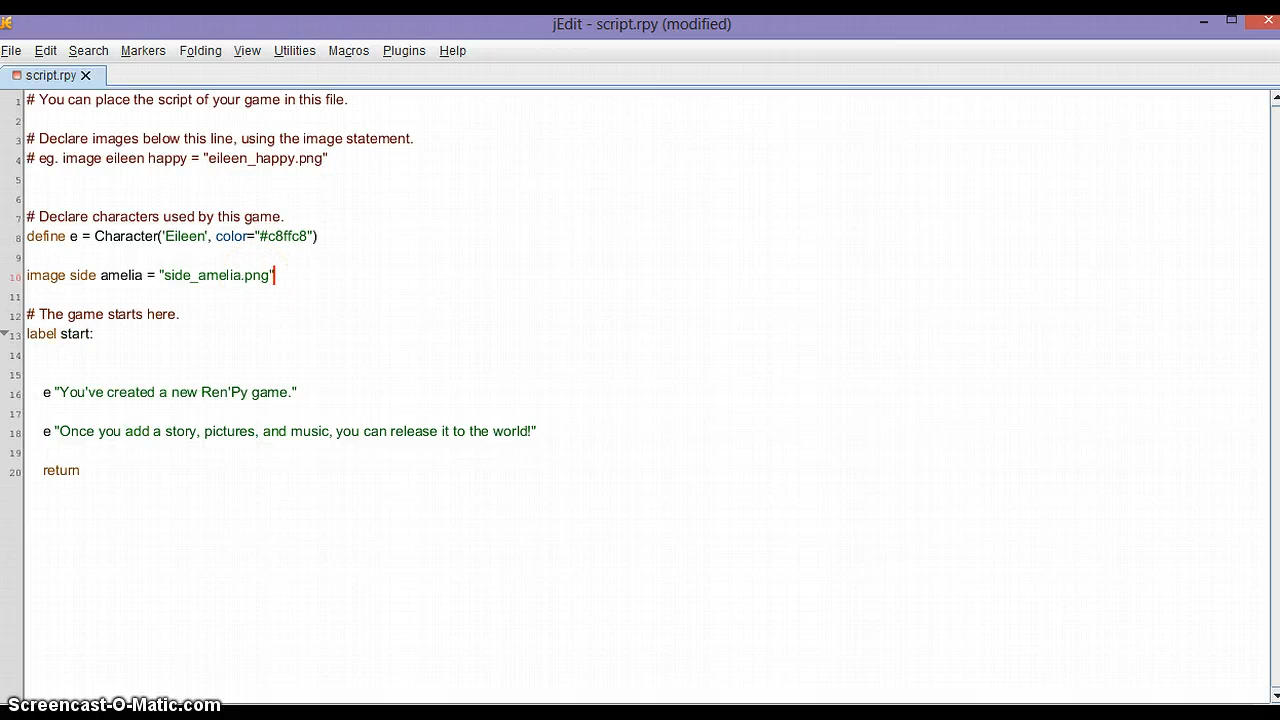 jEdit - script.rpy (modified)
File Edit Search Markers Folding View Utilities Macros Plugins Help
script.rpy
1 # You can place the script of your game in this file.
2
3 # Declare images below this line, using the image statement.
4 # eg. image eileen happy = "eileen_happy.png"
5
6
7 # Declare characters used by this game.
8 define e = Character('Eileen', color="#c8ffc8")
9
10 image side amelia = "side_amelia.png"
11
12 # The game starts here.
13 label start:
14
15
16 e "You've created a new Ren'Py game."
17
18 e "Once you add a story, pictures, and music, you can release it to the world!"
19
20 return
Screencast-O-Matic.com